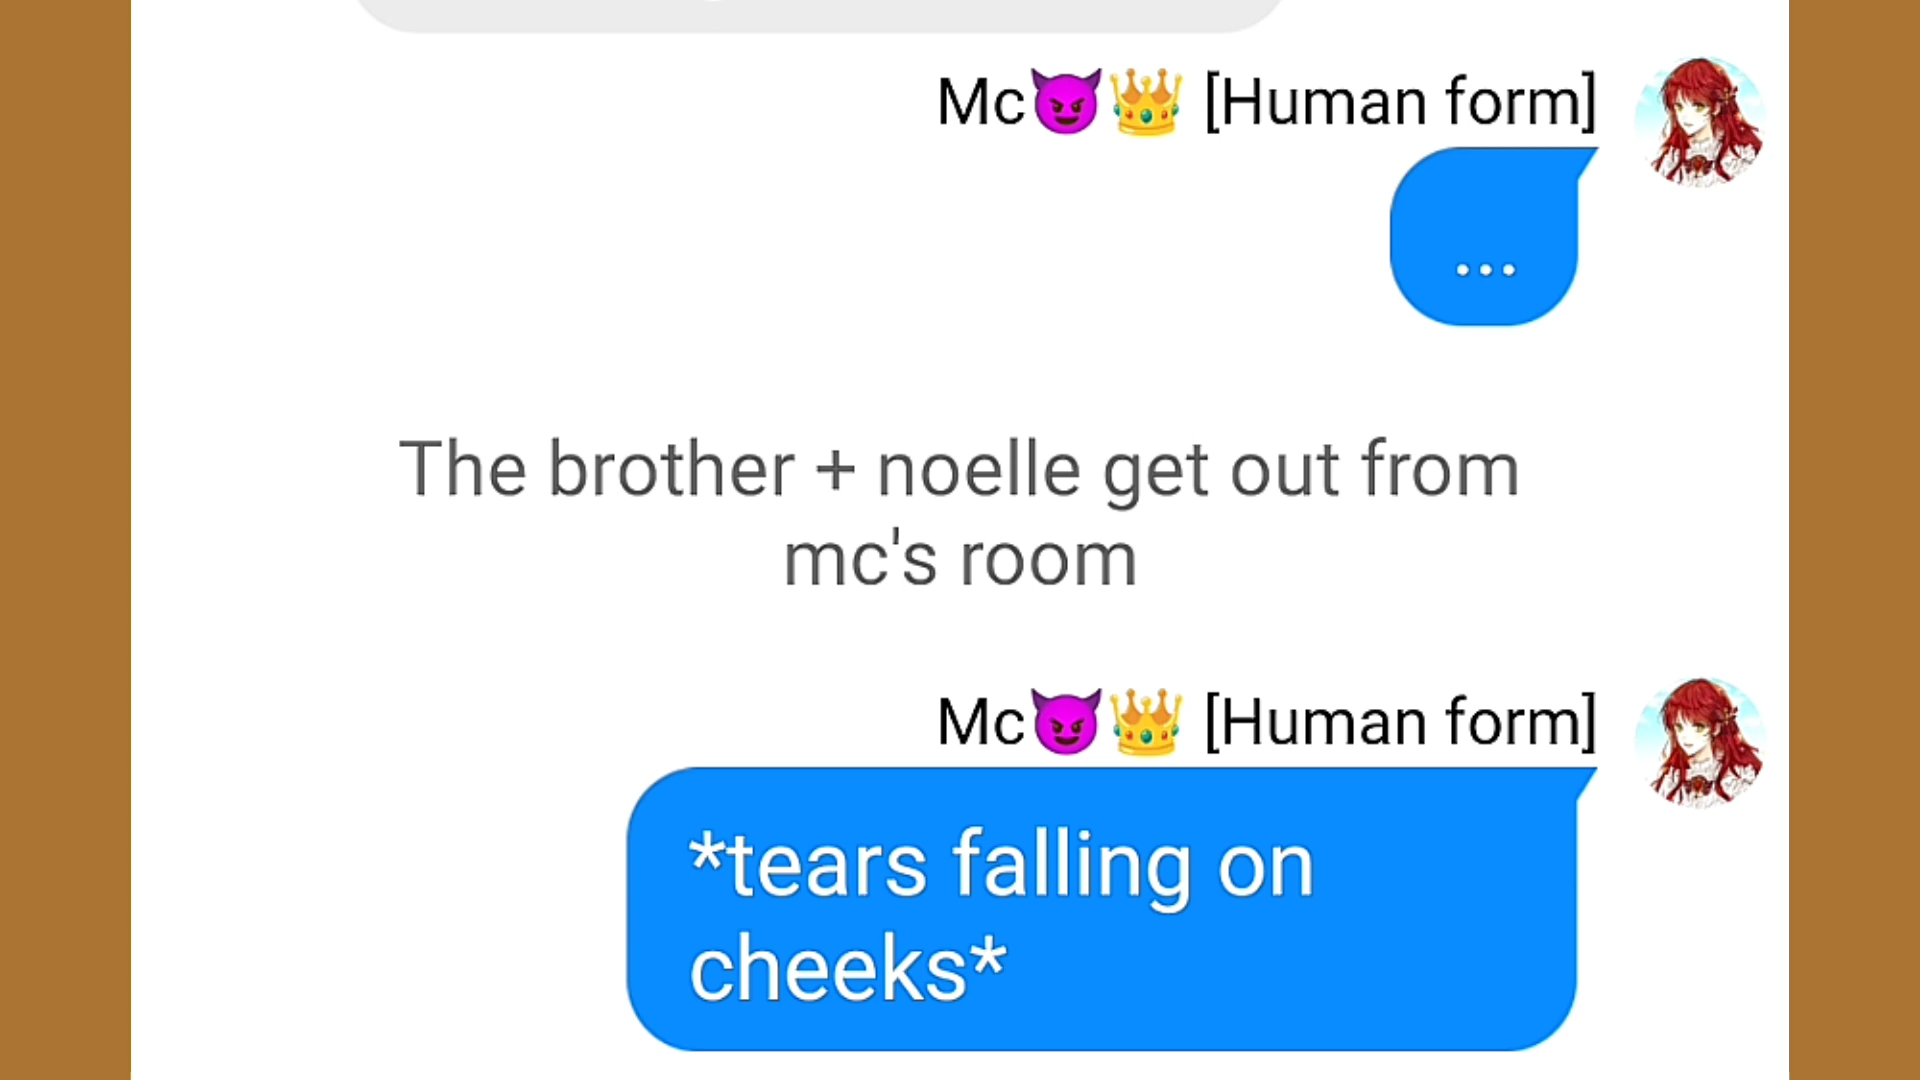 Mc😈👑 [Human form]
...
The brother + noelle get out from
mc's room
Mc😈👑 [Human form]
*tears falling on
cheeks*